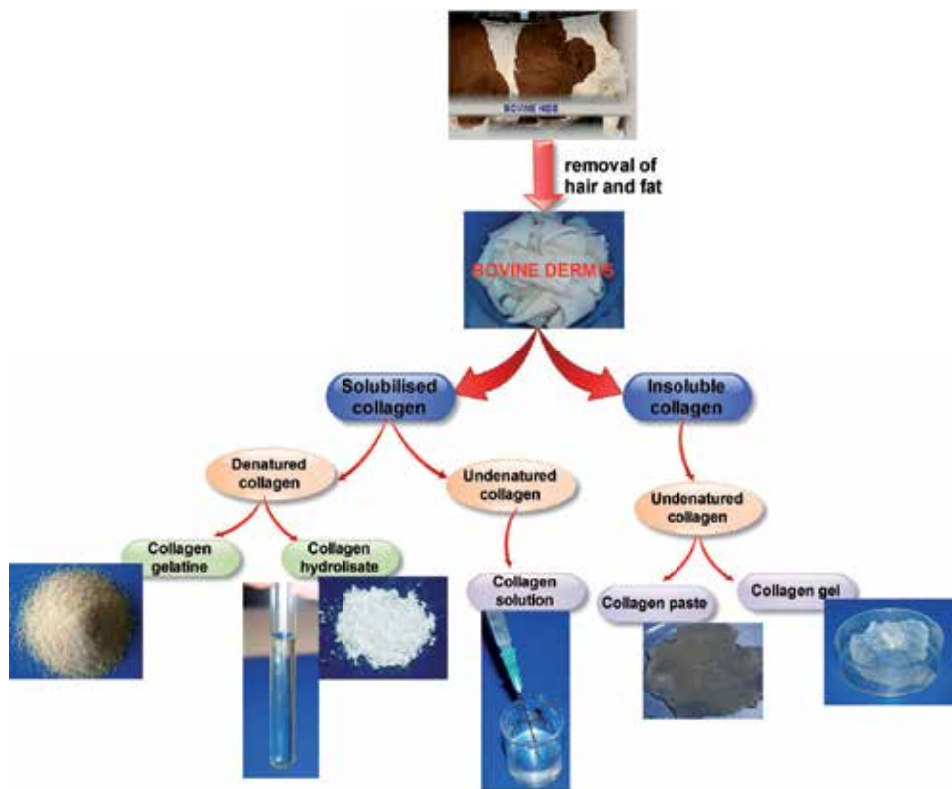 BOVINE HIDE
removal of
hair and fat
BOVINE DERMIS
Solubilised
collagen
Insoluble
collagen
Denatured
collagen
Undenatured
collagen
Undenatured
collagen
Collagen
gelatine
Collagen
hydrolisate
Collagen
solution
Collagen paste
Collagen gel